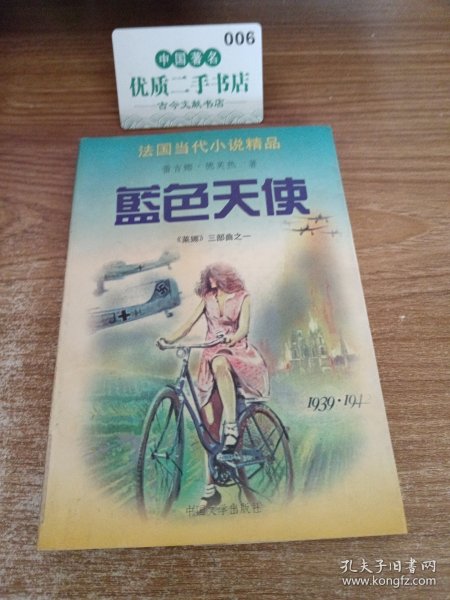 006
中国著名
优质二手书店
古今文献书店
法国当代小说精品
雷吉娜·德芙热 著
藍色天使
《莱娜》三部曲之一
1939·194
中国文学出版社
孔夫子旧书网
www.kongfz.com